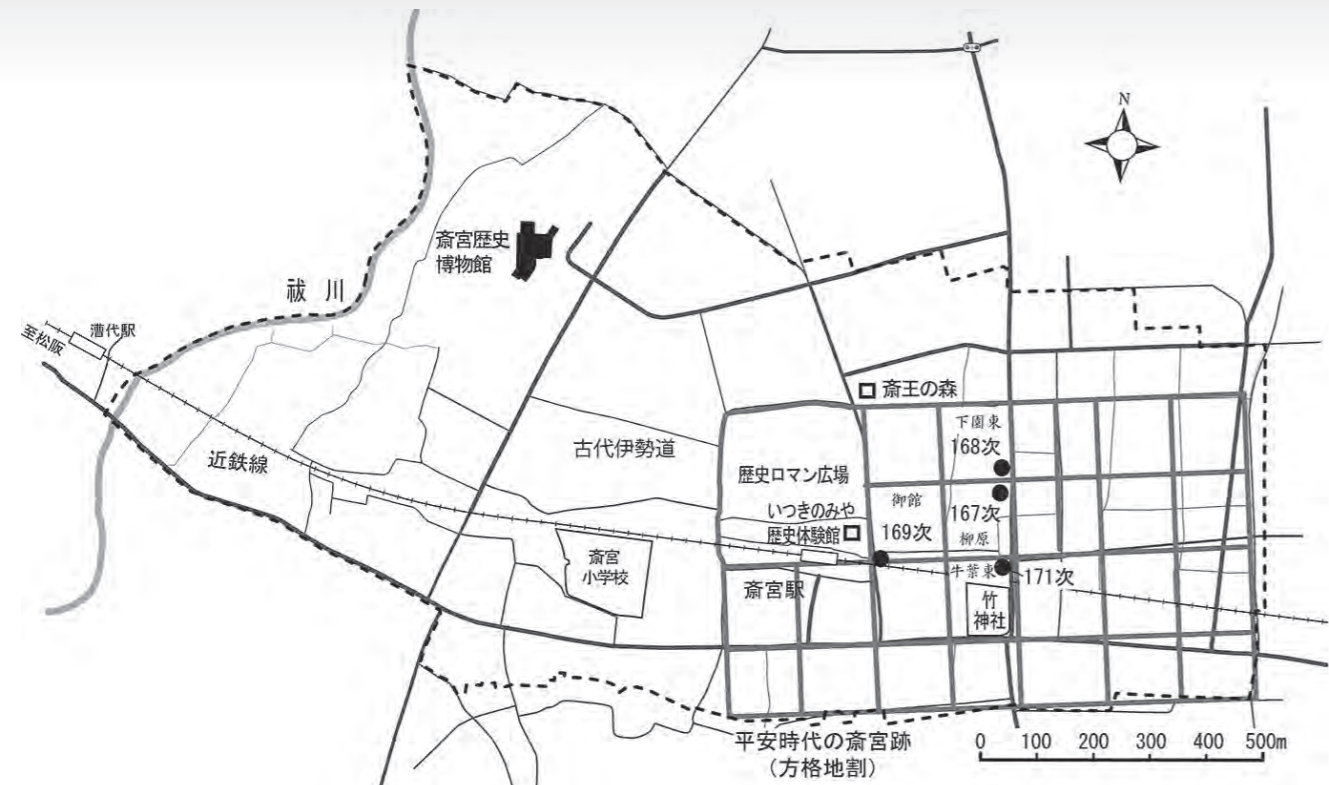 N
斎宮歴史
博物館
祓 川
漕代駅
至松阪
近鉄線
古代伊勢道
斎王の森
下園東
168次
歴史ロマン広場
御館
167次
いつきのみや
歴史体験館
169次
柳原
斎宮
小学校
斎宮駅
牛葉東
171次
竹
神社
平安時代の斎宮跡
(方格地割)
0 100 200 300 400 500m